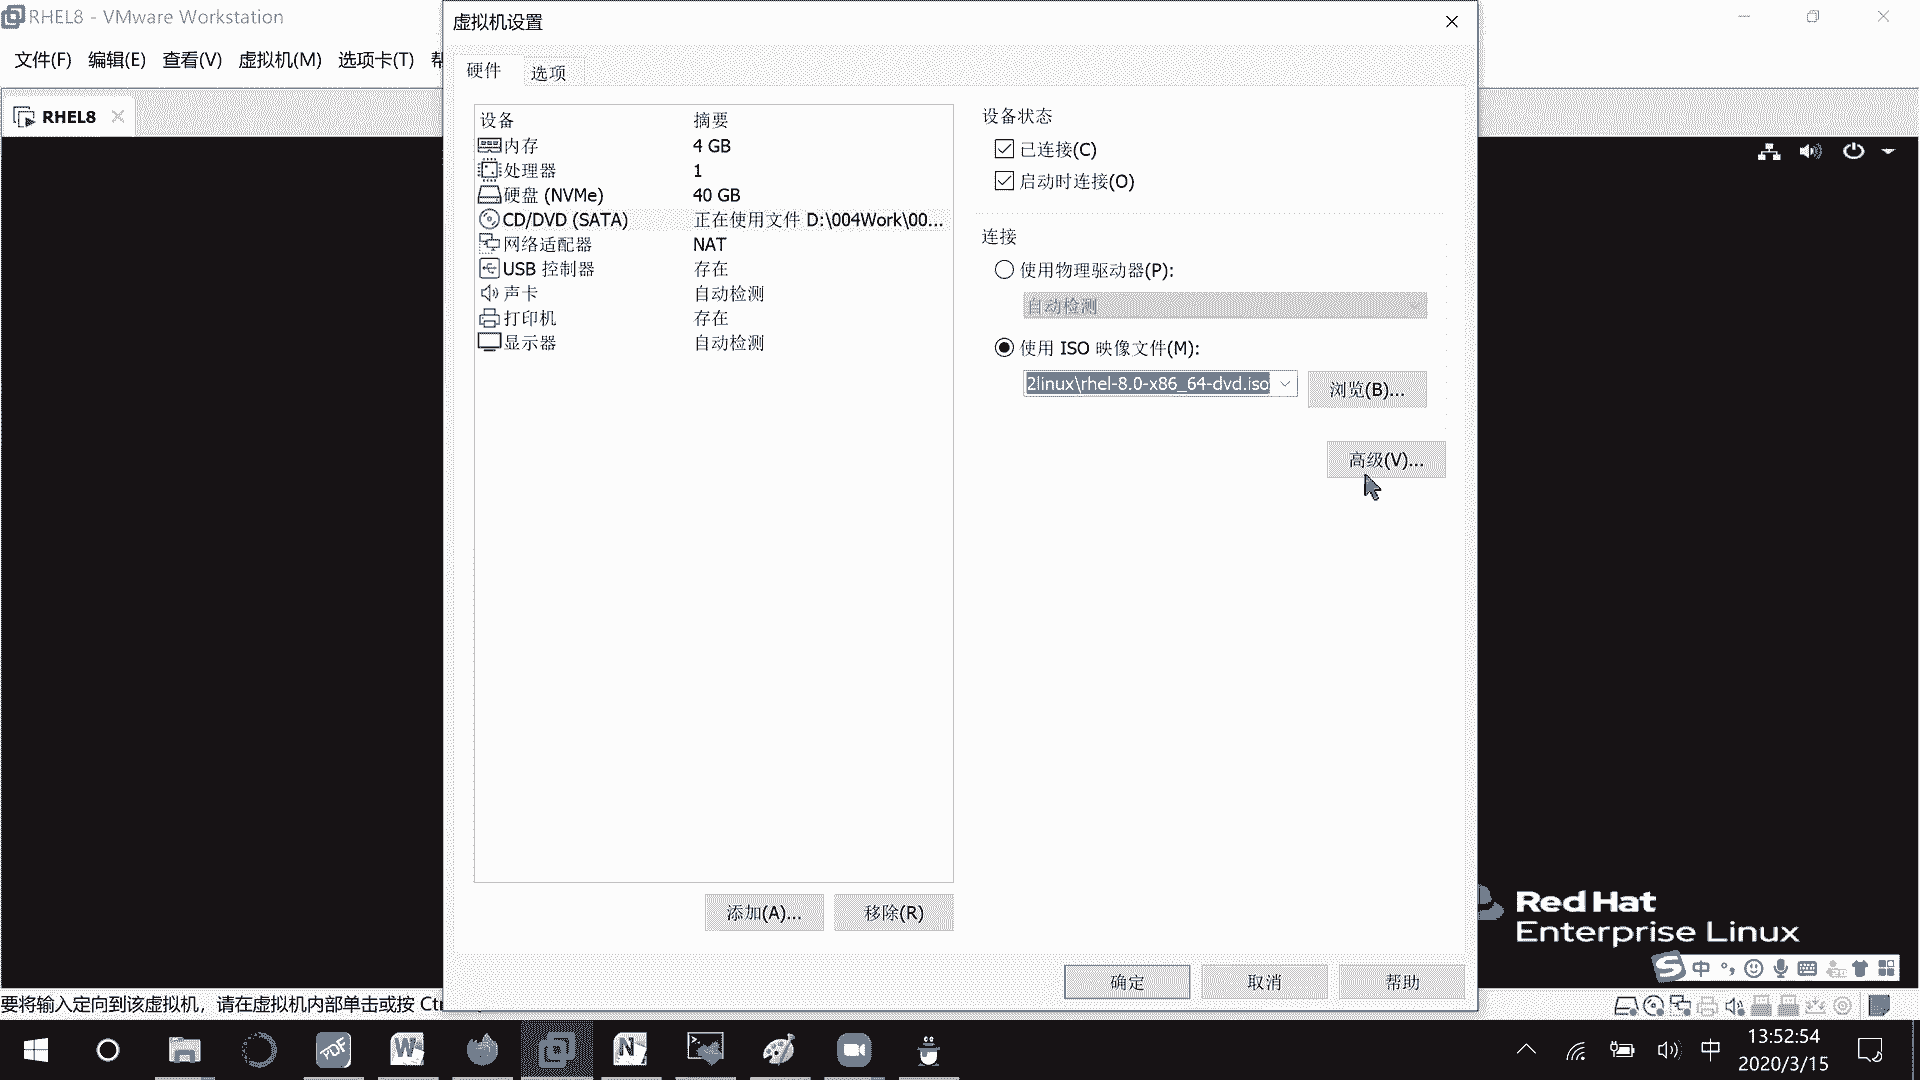 RHEL8 - VMware Workstation
文件(F) 编辑(E) 查看(V) 虚拟机(M) 选项卡(T)
RHEL8
虚拟机设置
硬件 选项
设备 摘要
内存 4 GB
处理器 1
硬盘 (NVMe) 40 GB
CD/DVD (SATA) 正在使用文件 D:\004Work\00...
网络适配器 NAT
USB 控制器 存在
声卡 自动检测
打印机 存在
显示器 自动检测
添加(A)... 移除(R)
设备状态
已连接(C)
启动时连接(O)
连接
使用物理驱动器(P):
自动检测
使用 ISO 映像文件(M):
2linux\rhel-8.0-x86_64-dvd.iso 浏览(B)...
高级(V)...
确定 取消 帮助
Red Hat
Enterprise Linux
中
要将输入定向到该虚拟机，请在虚拟机内部单击或按
中 13:52:54
2020/3/15